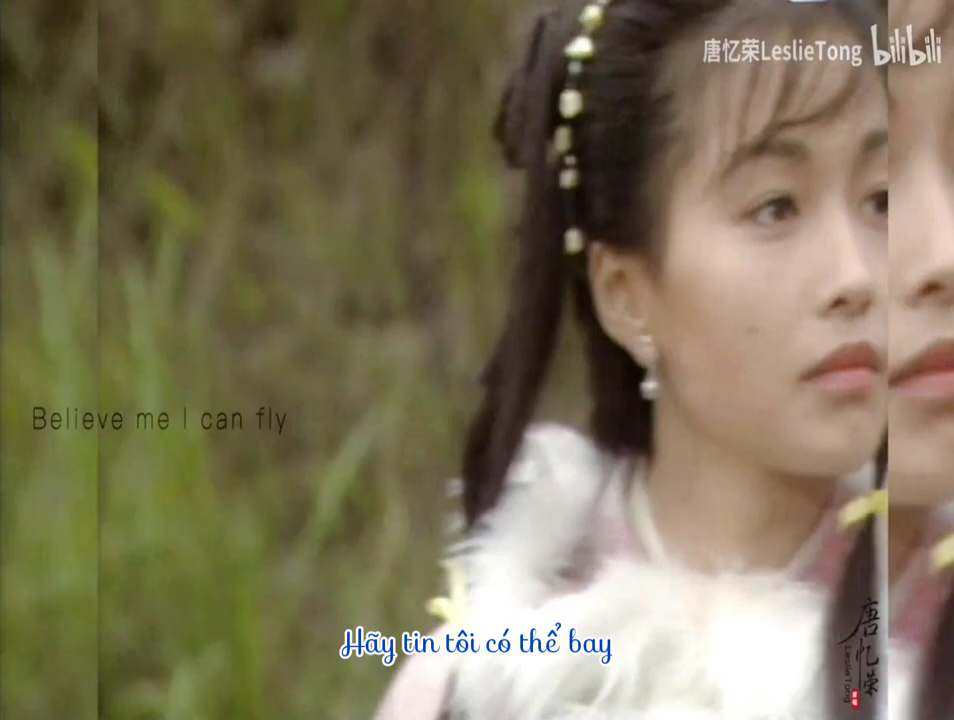 唐忆荣LeslieTong bilibili
Believe me I can fly
Hãy tin tôi có thể bay
唐忆荣
LeslieTong